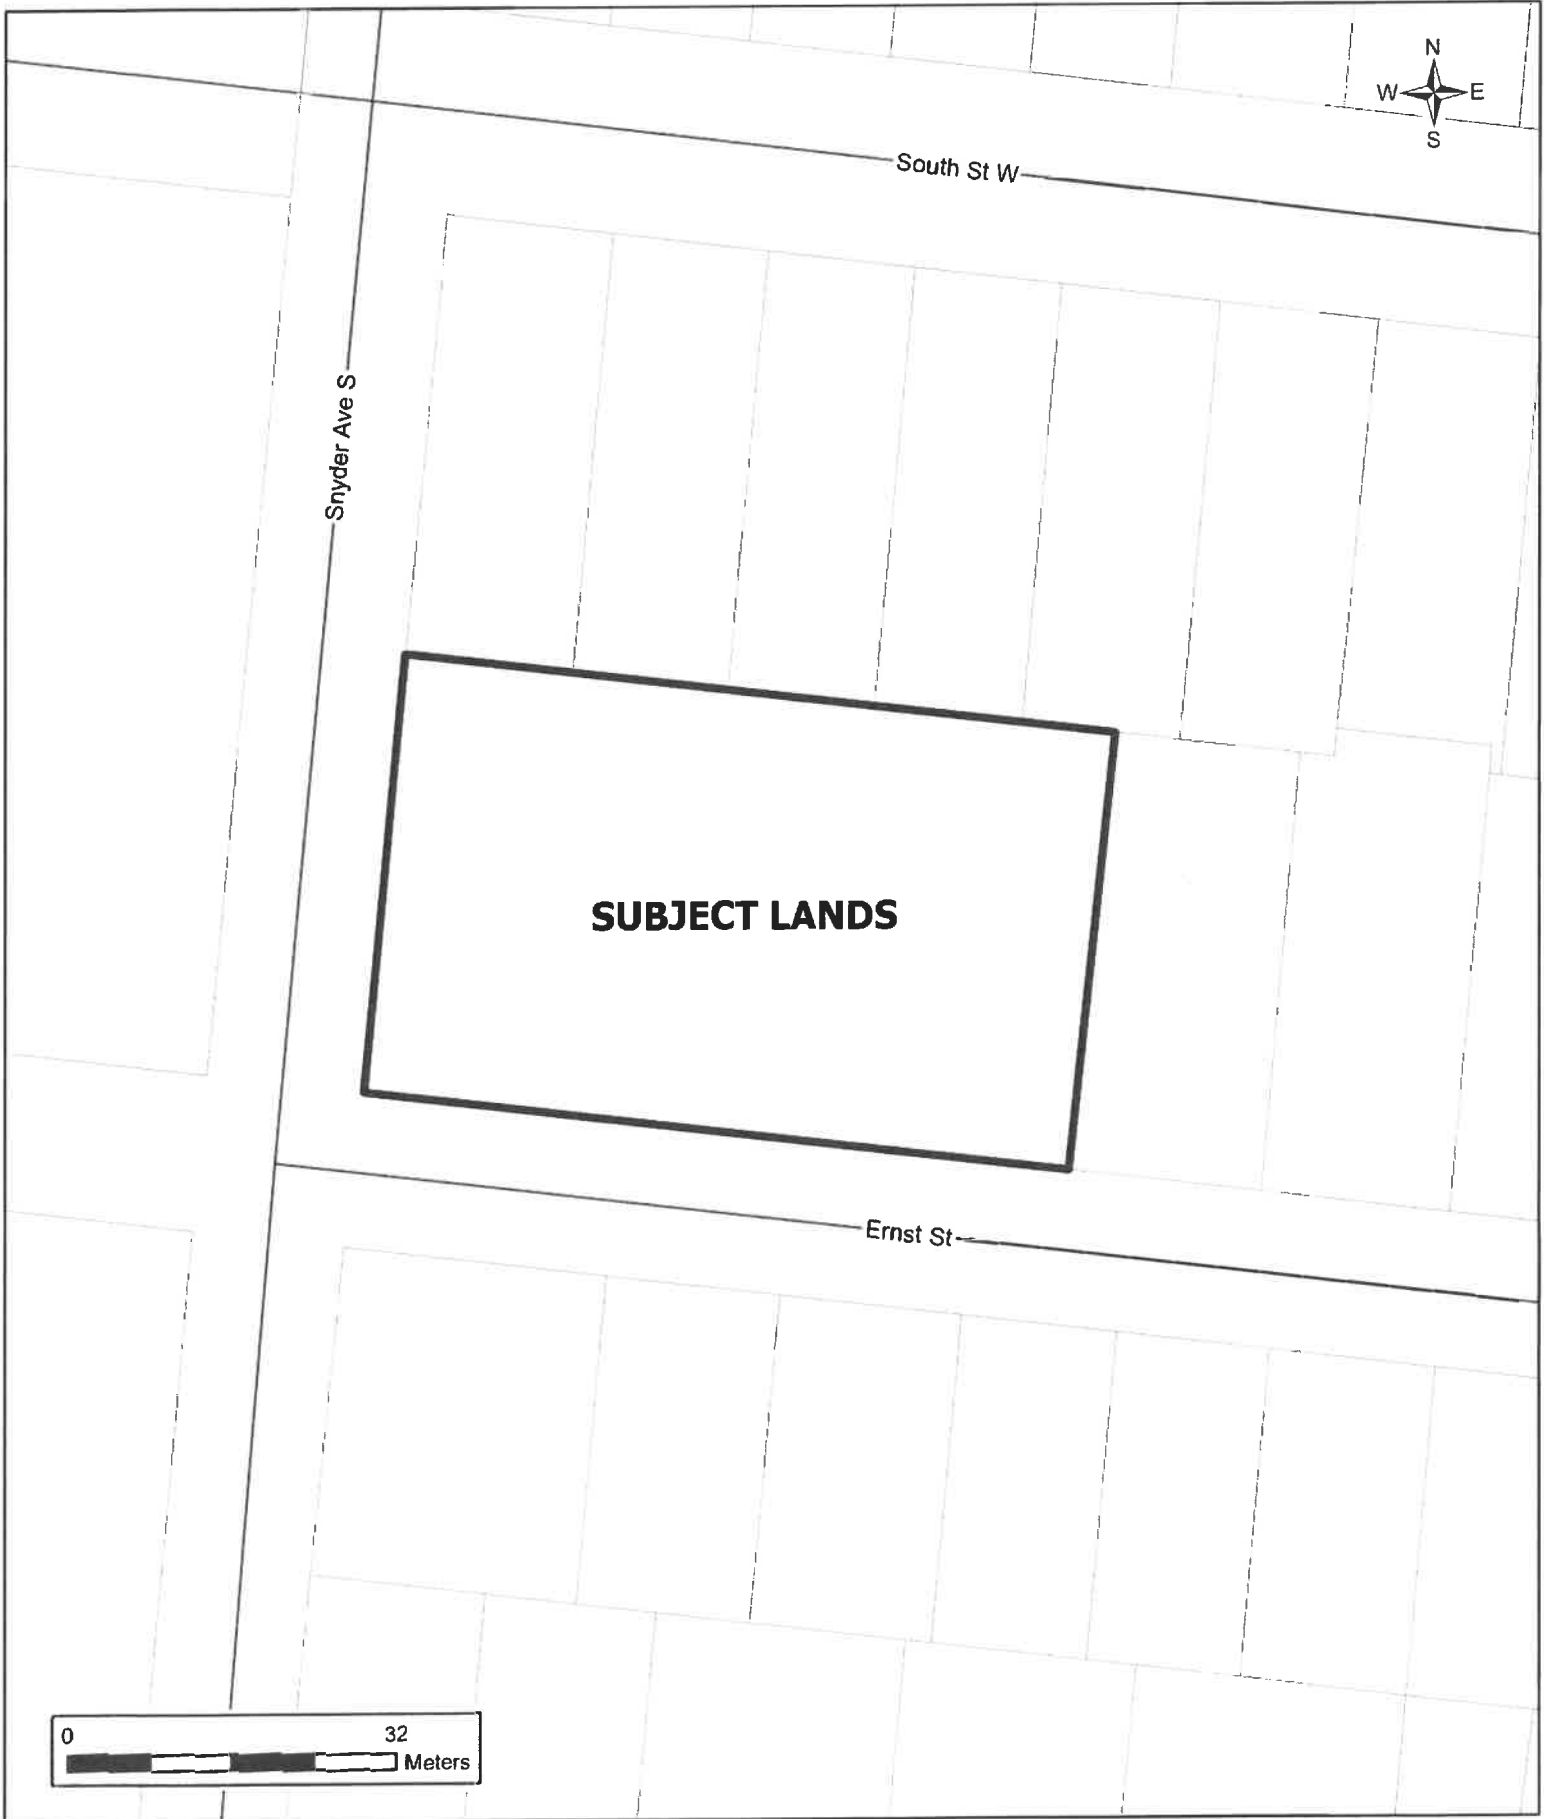 N
W E
S
South St W
Snyder Ave S
SUBJECT LANDS
Ernst St
0 32
Meters